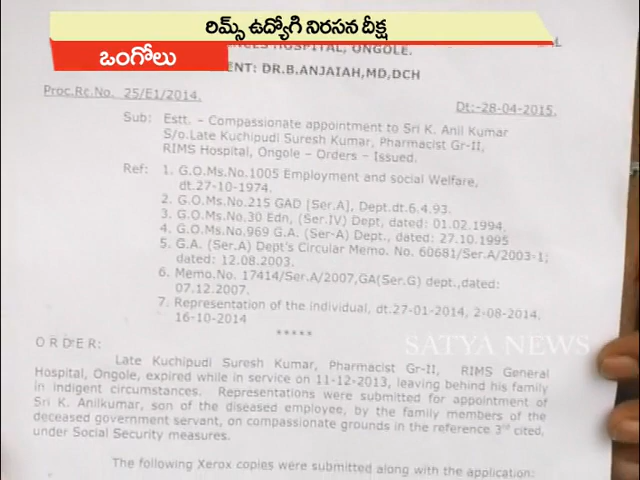 రిమ్స్ ఉద్యోగి నిరసన దీక్ష
ఒంగోలు
HOSPITAL, ONGOLE.
DR.B.ANJAIAH,MD,DCH
Proc.Rc.No. 25/E1/2014.
Dt:-28-04-2015.
Sub: Estt. – Compassionate appointment to Sri K. Anil Kumar
S/o.Late Kuchipudi Suresh Kumar, Pharmacist Gr-II,
RIMS Hospital, Ongole – Orders – Issued.
Ref: 1. G.O.Ms.No.1005 Employment and social Welfare,
dt.27-10-1974.
2. G.O.Ms.No.215 GAD [Ser.A], Dept.dt.6.4.93.
3. G.O.Ms.No.30 Edn, (Ser.IV) Dept, dated: 01.02.1994.
4. G.O.Ms.No.969 G.A. (Ser-A) Dept., dated: 27.10.1995
5. G.A. (Ser.A) Dept's Circular Memo. No. 60681/Ser.A/2003-1;
dated: 12.08.2003.
6. Memo.No. 17414/Ser.A/2007,GA(Ser.G) dept.,dated:
07.12.2007.
7. Representation of the individual, dt.27-01-2014, 2-08-2014,
16-10-2014
*****
SATYA NEWS
O R D E R:
Late Kuchipudi Suresh Kumar, Pharmacist Gr-II, RIMS General
Hospital, Ongole, expired while in service on 11-12-2013, leaving behind his family
in indigent circumstances. Representations were submitted for appointment of
Sri K. Anilkumar, son of the diseased employee, by the family members of the
deceased government servant, on compassionate grounds in the reference 3rd cited,
under Social Security measures.
The following Xerox copies were submitted along with the application: